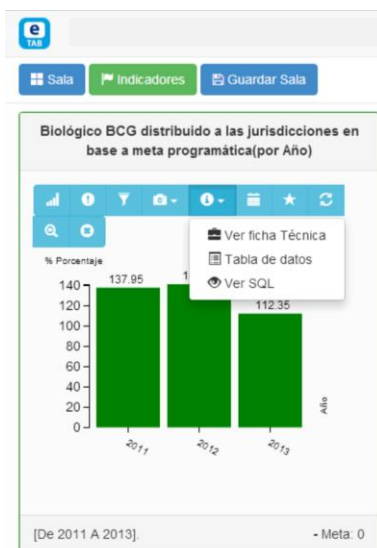 e
TAB
Sala
Indicadores
Guardar Sala
Biológico BCG distribuido a las jurisdicciones en
base a meta programática(por Año)
Ver ficha Técnica
Tabla de datos
Ver SQL
% Porcentaje
140
120
100
80
60
40
20
0
137.95
112.35
2011
2012
2013
Año
[De 2011 A 2013].
- Meta: 0